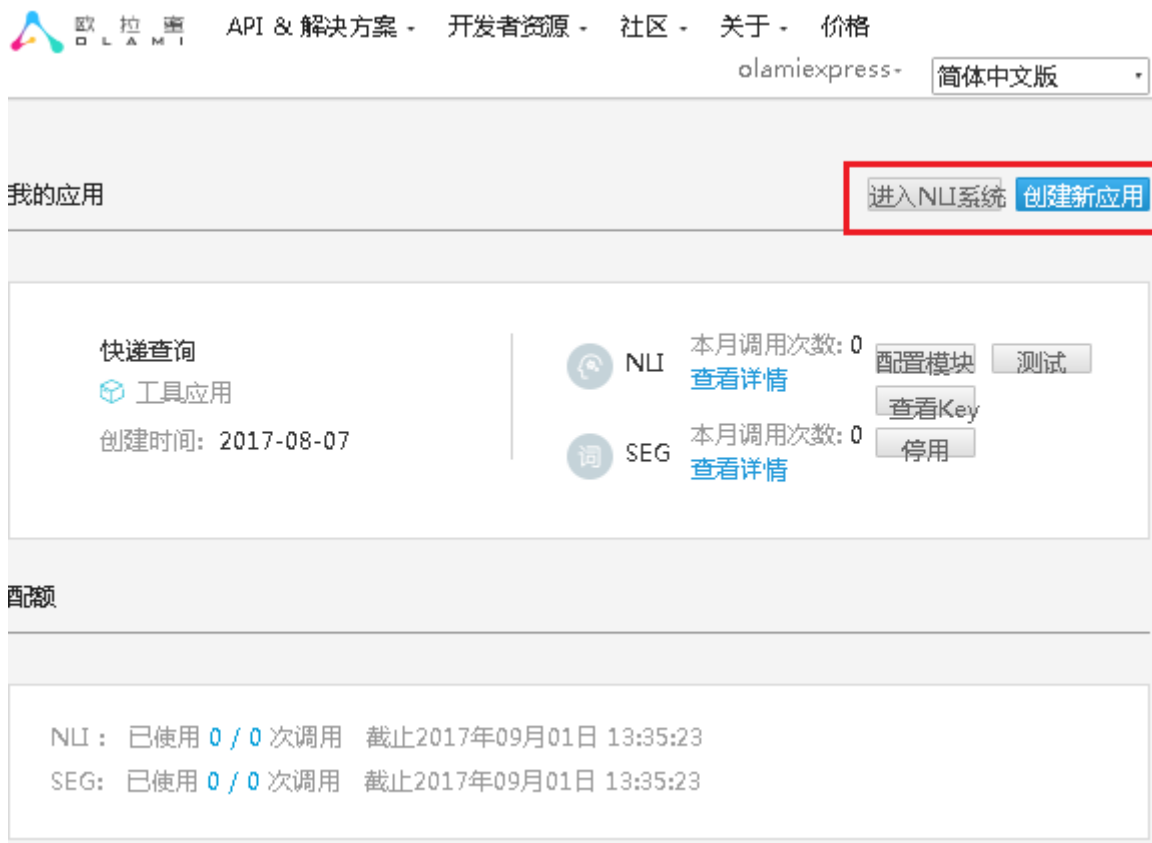 欧拉蜜 API & 解决方案 开发者资源 社区 关于 价格
OLAMI
olamiexpress 简体中文版
我的应用 进入NLI系统 创建新应用
快递查询
工具应用
创建时间: 2017-08-07
NLI 本月调用次数: 0 配置模块 测试
查看详情
查看Key
词 SEG 本月调用次数: 0 停用
查看详情
配额
NLI : 已使用 0 / 0 次调用 截止2017年09月01日 13:35:23
SEG: 已使用 0 / 0 次调用 截止2017年09月01日 13:35:23